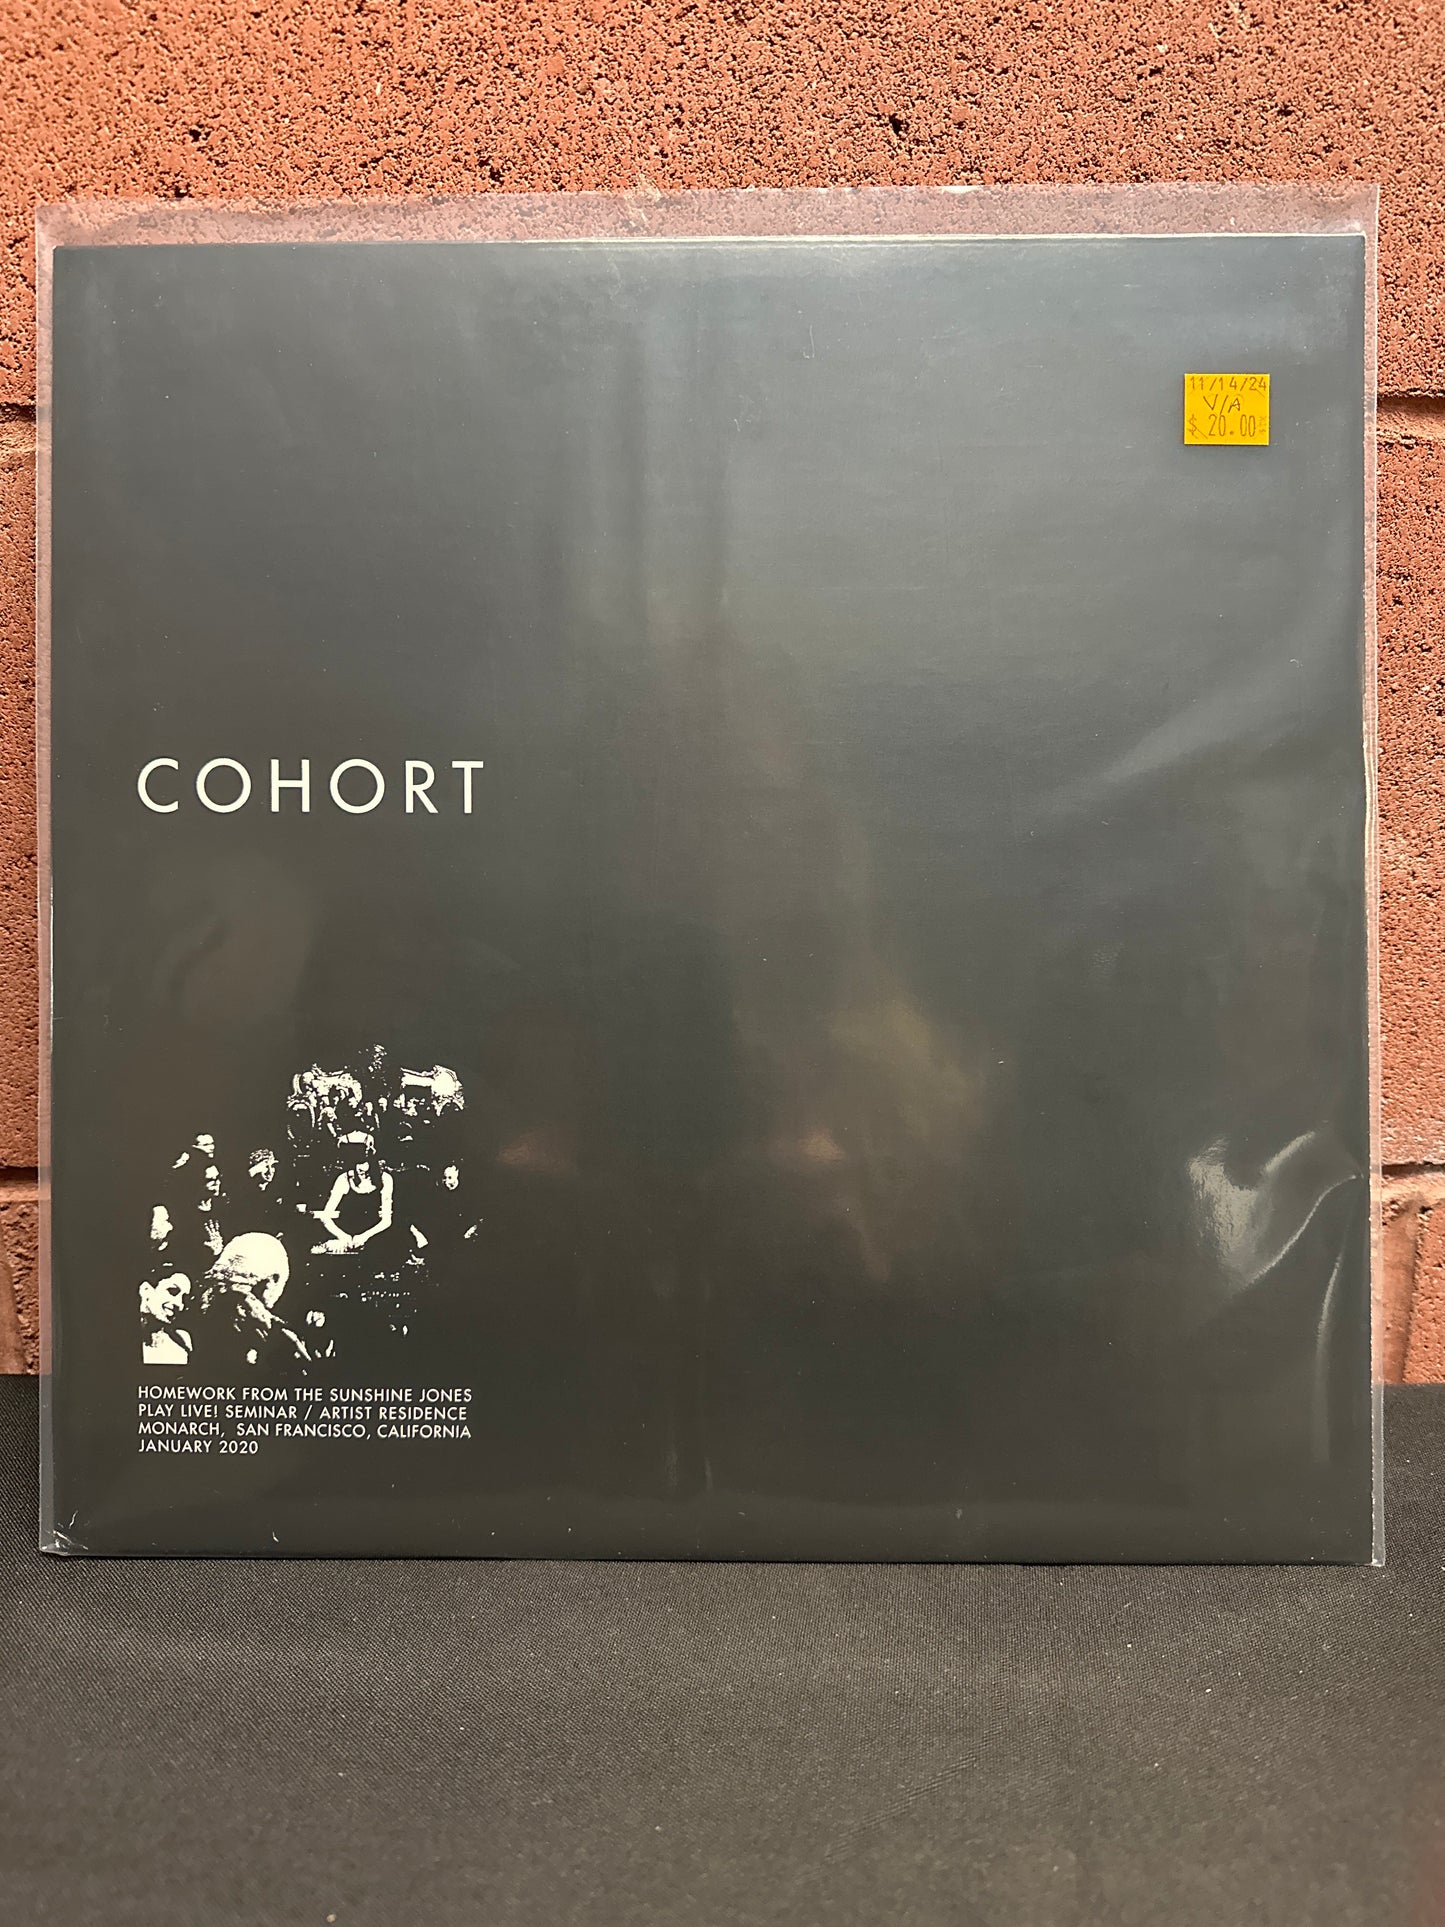 11/14/24
V/A
$ 20.00
COHORT
HOMEWORK FROM THE SUNSHINE JONES
PLAY LIVE! SEMINAR / ARTIST RESIDENCE
MONARCH, SAN FRANCISCO, CALIFORNIA
JANUARY 2020